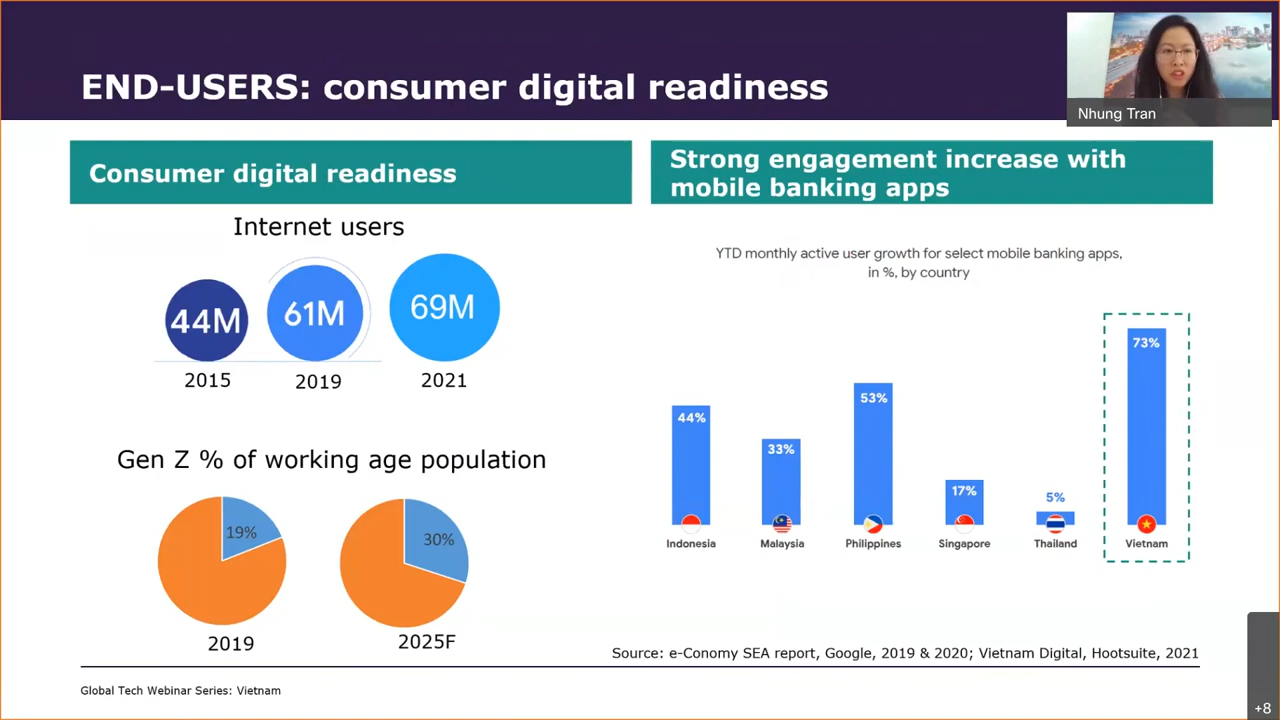 END-USERS: consumer digital readiness
Nhung Tran
Consumer digital readiness
Internet users
44M
61M
69M
2015
2019
2021
Gen Z % of working age population
19%
30%
2019
2025F
Strong engagement increase with
mobile banking apps
YTD monthly active user growth for select mobile banking apps,
in %, by country
44%
33%
53%
17%
5%
73%
Indonesia
Malaysia
Philippines
Singapore
Thailand
Vietnam
Source: e-Conomy SEA report, Google, 2019 & 2020; Vietnam Digital, Hootsuite, 2021
Global Tech Webinar Series: Vietnam
+8